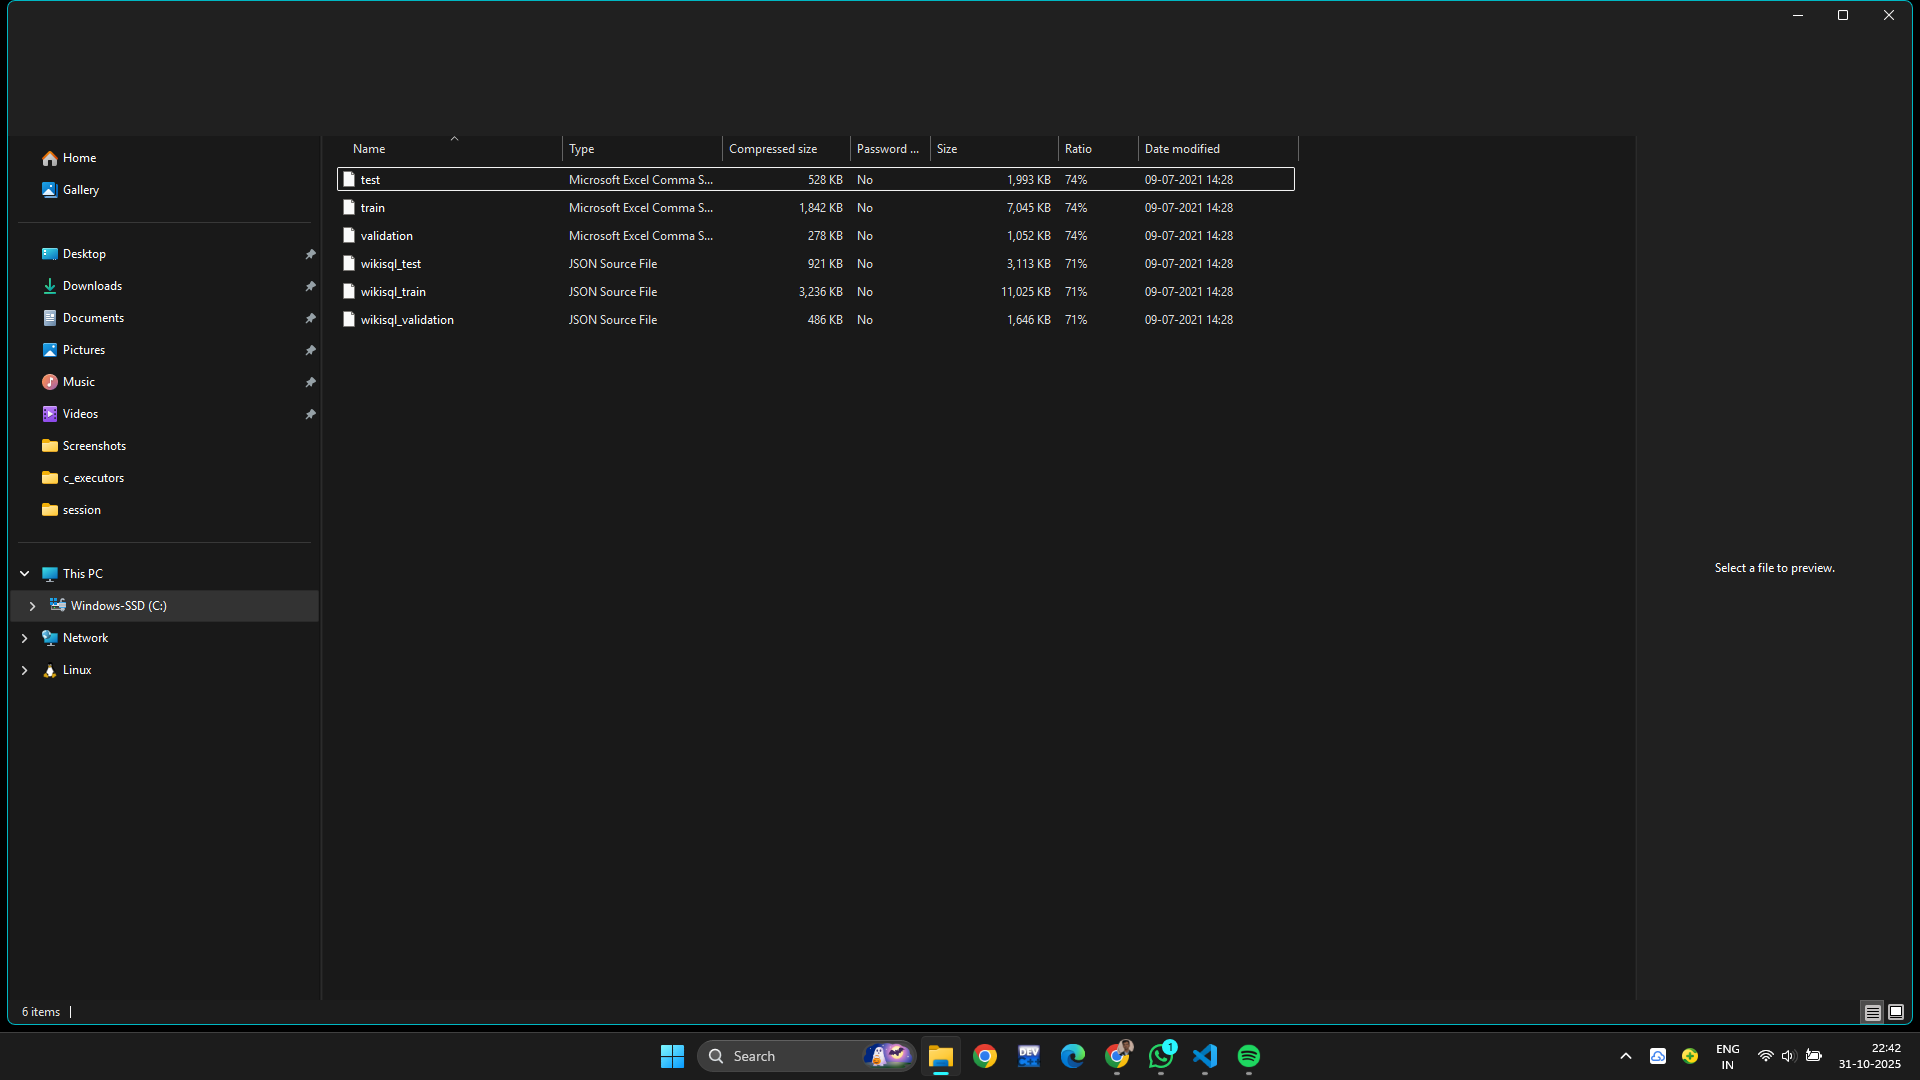 Home
Gallery
Desktop
Downloads
Documents
Pictures
Music
Videos
Screenshots
c_executors
session
This PC
Windows-SSD (C:)
Network
Linux
Name Type Compressed size Password ... Size Ratio Date modified
test Microsoft Excel Comma S... 528 KB No 1,993 KB 74% 09-07-2021 14:28
train Microsoft Excel Comma S... 1,842 KB No 7,045 KB 74% 09-07-2021 14:28
validation Microsoft Excel Comma S... 278 KB No 1,052 KB 74% 09-07-2021 14:28
wikisql_test JSON Source File 921 KB No 3,113 KB 71% 09-07-2021 14:28
wikisql_train JSON Source File 3,236 KB No 11,025 KB 71% 09-07-2021 14:28
wikisql_validation JSON Source File 486 KB No 1,646 KB 71% 09-07-2021 14:28
Select a file to preview.
6 items
Search
DEV
C++
1
ENG
IN
22:42
31-10-2025